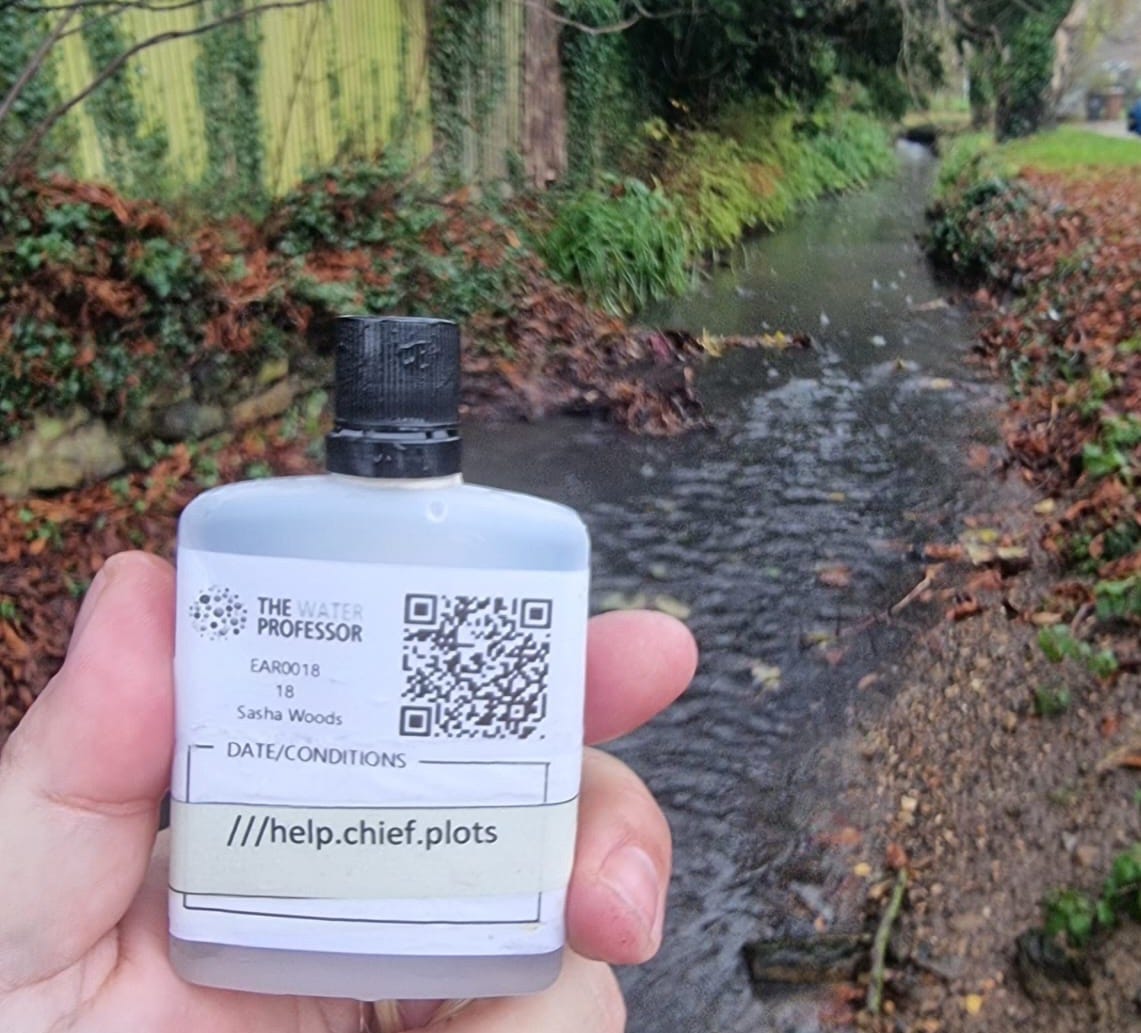 THE WATER
PROFESSOR
EAR0018
18
Sasha Woods
DATE/CONDITIONS
///help.chief.plots